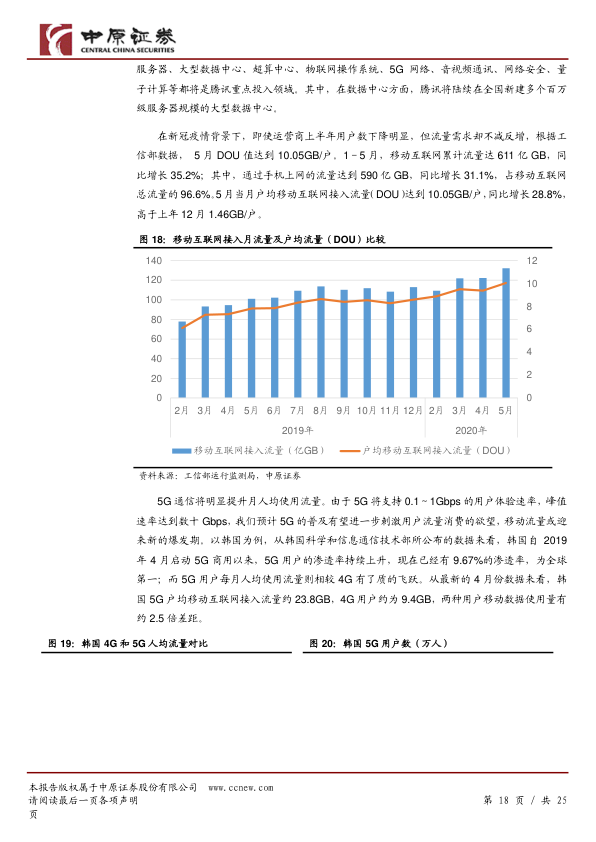 中原证券
CENTRAL CHINA SECURITIES
服务器、大型数据中心、超算中心、物联网操作系统、5G 网络、音视频通讯、网络安全、量
子计算等都将是腾讯重点投入领域。其中，在数据中心方面，腾讯将陆续在全国新建多个百万
级服务器规模的大型数据中心。
在新冠疫情背景下，即使运营商上半年用户数下降明显，但流量需求却不减反增，根据工
信部数据， 5 月 DOU 值达到 10.05GB/户。1－5 月，移动互联网累计流量达 611 亿 GB，同
比增长 35.2%；其中，通过手机上网的流量达到 590 亿 GB，同比增长 31.1%，占移动互联网
总流量的 96.6%。5 月当月户均移动互联网接入流量（DOU）达到 10.05GB/户，同比增长 28.8%，
高于上年 12 月 1.46GB/户。
图 18：移动互联网接入月流量及户均流量（DOU）比较
140 12
120 10
100 8
80 6
60 4
40 2
20
0 0
2月 3月 4月 5月 6月 7月 8月 9月 10月 11月 12月 2月 3月 4月 5月
2019年 2020年
移动互联网接入流量（亿GB） 户均移动互联网接入流量（DOU）
资料来源：工信部运行监测局，中原证券
5G 通信将明显提升月人均使用流量。由于 5G 将支持 0.1～1Gbps 的用户体验速率，峰值
速率达到数十 Gbps，我们预计 5G 的普及有望进一步刺激用户流量消费的欲望，移动流量或迎
来新的爆发期。以韩国为例，从韩国科学和信息通信技术部所公布的数据来看，韩国自 2019
年 4 月启动 5G 商用以来，5G 用户的渗透率持续上升，现在已经有 9.67%的渗透率，为全球
第一；而 5G 用户每月人均使用流量则相较 4G 有了质的飞跃。从最新的 4 月份数据来看，韩
国 5G 户均移动互联网接入流量约 23.8GB，4G 用户约为 9.4GB，两种用户移动数据使用量有
约 2.5 倍差距。
图 19：韩国 4G 和 5G 人均流量对比 图 20：韩国 5G 用户数（万人）
本报告版权属于中原证券股份有限公司 www.ccnew.com
请阅读最后一页各项声明 第 18 页 / 共 25
页